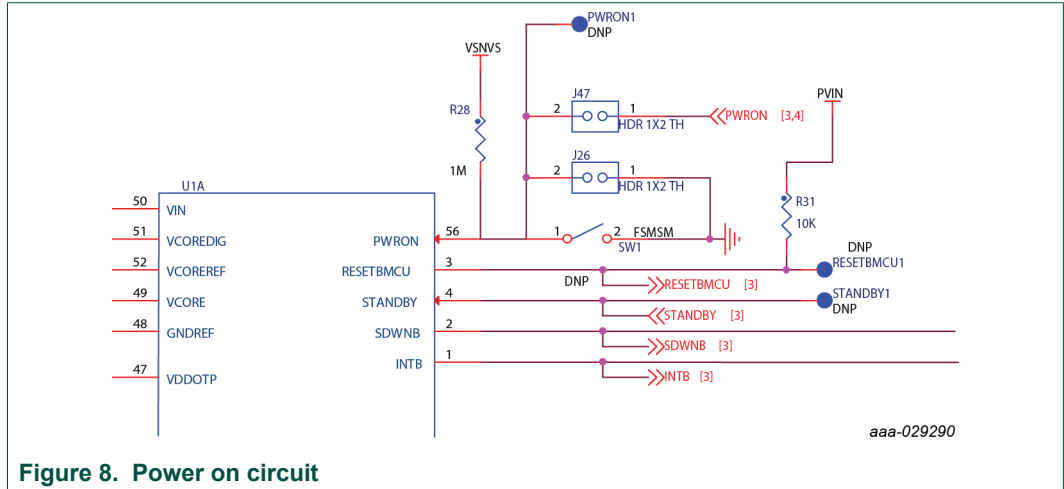 PWRON1
DNP
VSNVS
J47
2 1
HDR 1X2 TH
PWRON [3,4]
PVIN
R28
1M
J26
2 1
HDR 1X2 TH
R31
10K
U1A
50 VIN
51 VCOREDIG
52 VCOREREF
49 VCORE
48 GNDREF
47 VDDOTP
PWRON 56
1 2 FSMSM
SW1
RESETBMCU 3
DNP
RESETBMCU1
DNP
RESETBMCU [3]
STANDBY 4
STANDBY1
DNP
STANDBY [3]
SDWNB 2
SDWNB [3]
INTB 1
INTB [3]
aaa-029290
Figure 8. Power on circuit